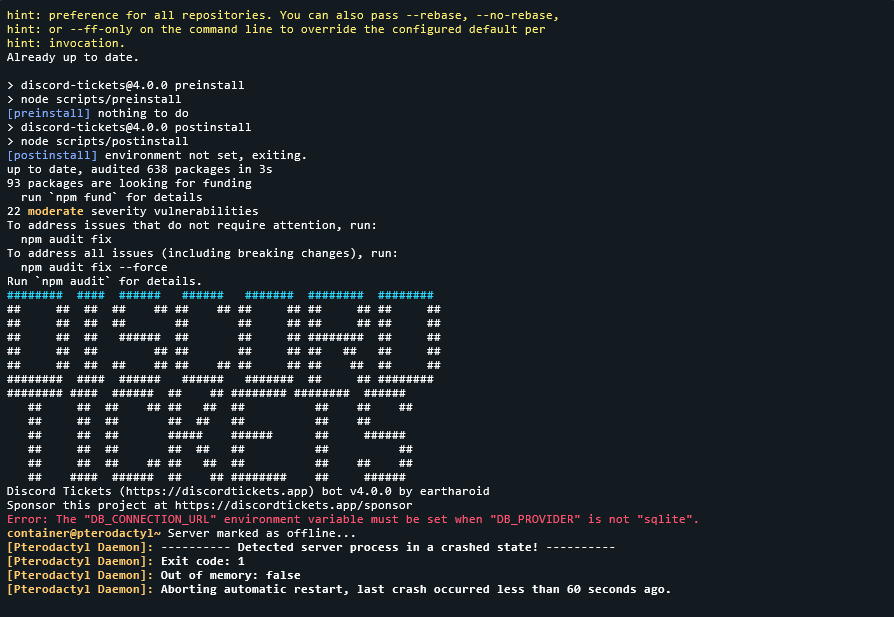 hint: preference for all repositories. You can also pass --rebase, --no-rebase,
hint: or --ff-only on the command line to override the configured default per
hint: invocation.
Already up to date.
> discord-tickets@4.0.0 preinstall
> node scripts/preinstall
[preinstall] nothing to do
> discord-tickets@4.0.0 postinstall
> node scripts/postinstall
[postinstall] environment not set, exiting.
up to date, audited 638 packages in 3s
93 packages are looking for funding
run `npm fund` for details
22 moderate severity vulnerabilities
To address issues that do not require attention, run:
npm audit fix
To address all issues (including breaking changes), run:
npm audit fix --force
Run `npm audit` for details.
DISCORD
TICKETS
Discord Tickets (https://discordtickets.app) bot v4.0.0 by eartharoid
Sponsor this project at https://discordtickets.app/sponsor
Error: The "DB_CONNECTION_URL" environment variable must be set when "DB_PROVIDER" is not "sqlite".
container@pterodactyl~ Server marked as offline...
[Pterodactyl Daemon]: ---------- Detected server process in a crashed state! ----------
[Pterodactyl Daemon]: Exit code: 1
[Pterodactyl Daemon]: Out of memory: false
[Pterodactyl Daemon]: Aborting automatic restart, last crash occurred less than 60 seconds ago.